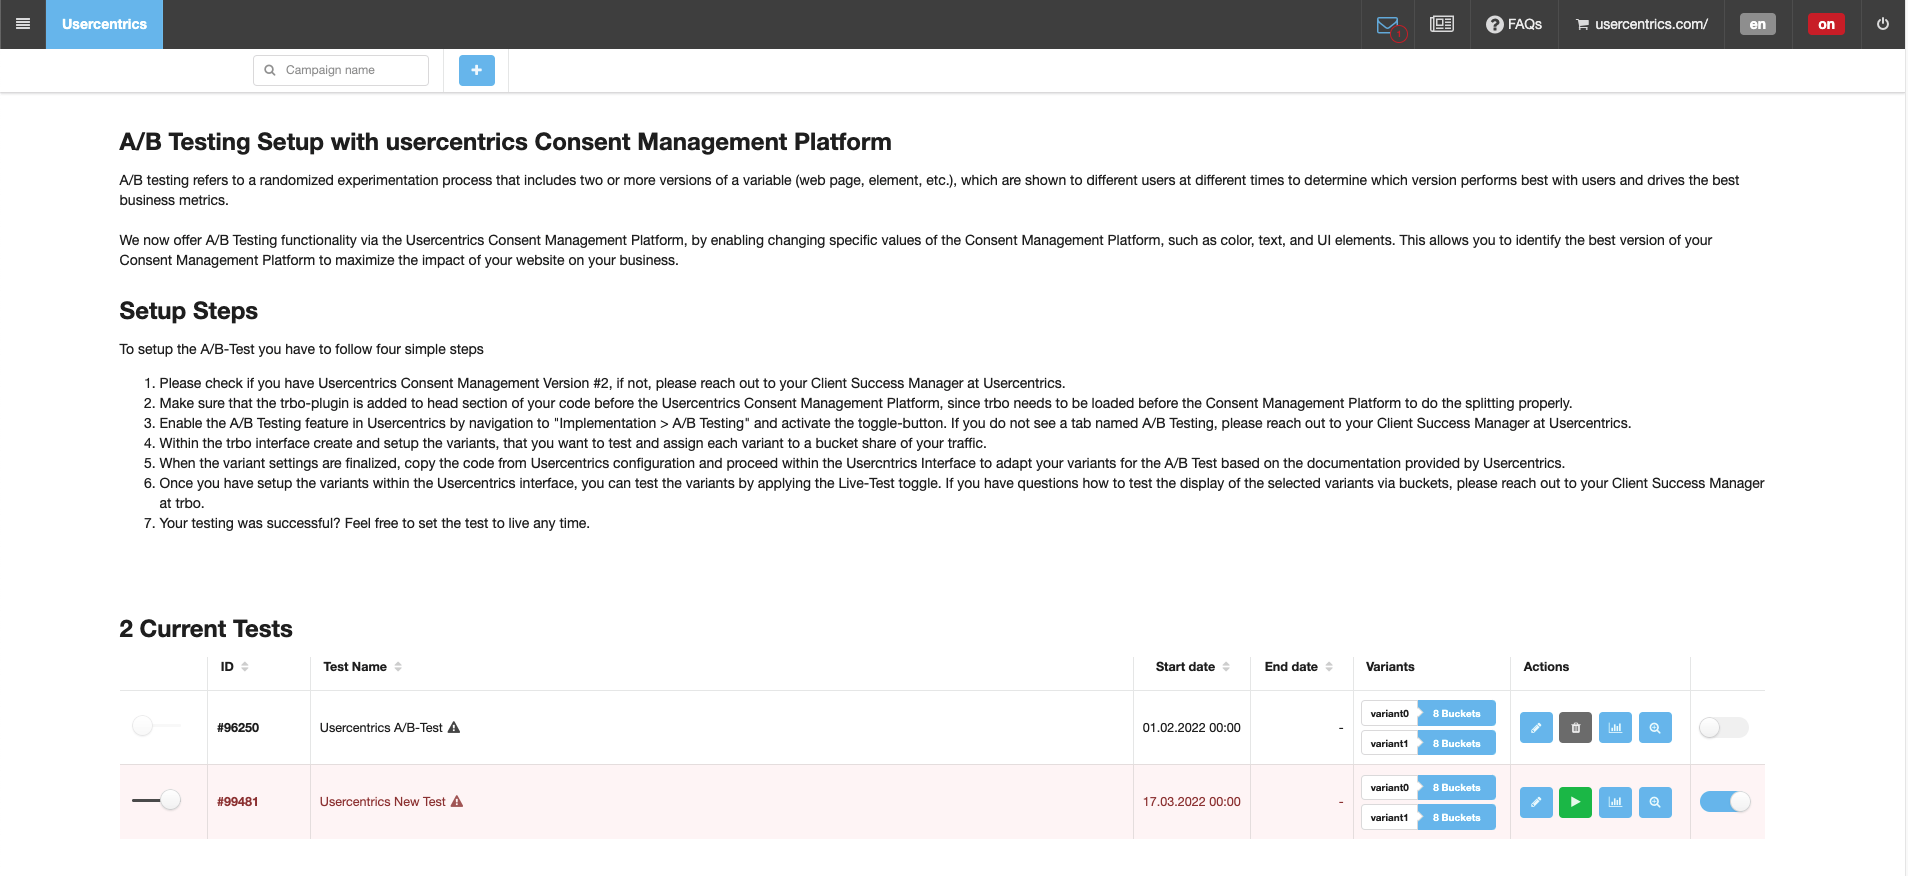 Usercentrics
1
FAQs
usercentrics.com/
en
on
Campaign name
A/B Testing Setup with usercentrics Consent Management Platform
A/B testing refers to a randomized experimentation process that includes two or more versions of a variable (web page, element, etc.), which are shown to different users at different times to determine which version performs best with users and drives the best
business metrics.
We now offer A/B Testing functionality via the Usercentrics Consent Management Platform, by enabling changing specific values of the Consent Management Platform, such as color, text, and UI elements. This allows you to identify the best version of your
Consent Management Platform to maximize the impact of your website on your business.
Setup Steps
To setup the A/B-Test you have to follow four simple steps
1. Please check if you have Usercentrics Consent Management Version #2, if not, please reach out to your Client Success Manager at Usercentrics.
2. Make sure that the trbo-plugin is added to head section of your code before the Usercentrics Consent Management Platform, since trbo needs to be loaded before the Consent Management Platform to do the splitting properly.
3. Enable the A/B Testing feature in Usercentrics by navigation to "Implementation > A/B Testing" and activate the toggle-button. If you do not see a tab named A/B Testing, please reach out to your Client Success Manager at Usercentrics.
4. Within the trbo interface create and setup the variants, that you want to test and assign each variant to a bucket share of your traffic.
5. When the variant settings are finalized, copy the code from Usercentrics configuration and proceed within the Usercntrics Interface to adapt your variants for the A/B Test based on the documentation provided by Usercentrics.
6. Once you have setup the variants within the Usercentrics interface, you can test the variants by applying the Live-Test toggle. If you have questions how to test the display of the selected variants via buckets, please reach out to your Client Success Manager
at trbo.
7. Your testing was successful? Feel free to set the test to live any time.
2 Current Tests
ID Test Name Start date End date Variants Actions
#96250 Usercentrics A/B-Test 01.02.2022 00:00 -
variant0 8 Buckets
variant1 8 Buckets
#99481 Usercentrics New Test 17.03.2022 00:00 -
variant0 8 Buckets
variant1 8 Buckets